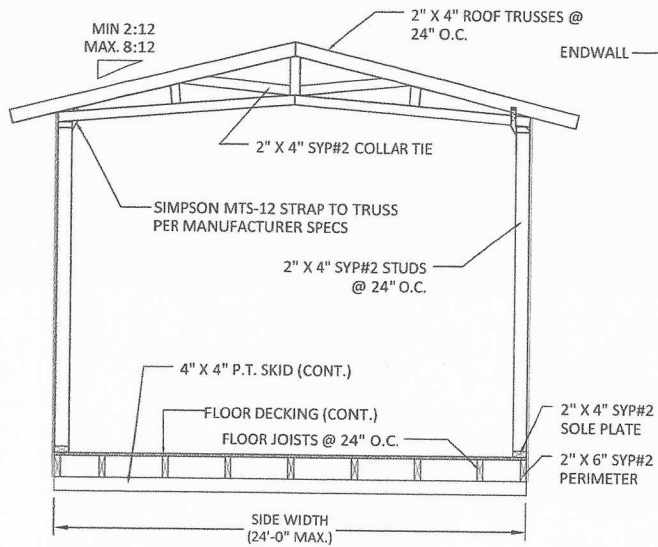 MIN 2:12
MAX. 8:12
2" X 4" ROOF TRUSSES @
24" O.C.
ENDWALL
2" X 4" SYP#2 COLLAR TIE
SIMPSON MTS-12 STRAP TO TRUSS
PER MANUFACTURER SPECS
2" X 4" SYP#2 STUDS
@ 24" O.C.
4" X 4" P.T. SKID (CONT.)
FLOOR DECKING (CONT.)
FLOOR JOISTS @ 24" O.C.
2" X 4" SYP#2
SOLE PLATE
2" X 6" SYP#2
PERIMETER
SIDE WIDTH
(24'-0" MAX.)